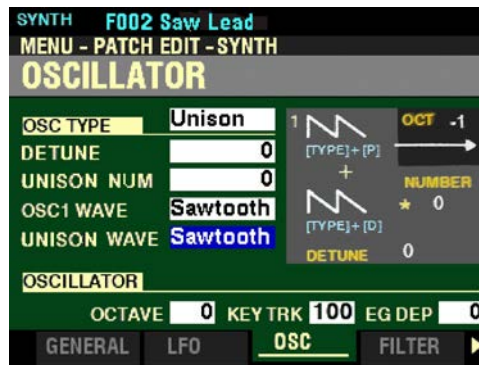 SYNTH F002 Saw Lead
MENU - PATCH EDIT - SYNTH
OSCILLATOR
OSC TYPE Unison
DETUNE 0
UNISON NUM 0
OSC1 WAVE Sawtooth
UNISON WAVE Sawtooth
1 OCT -1
[TYPE]+[P]
+ NUMBER
* 0
[TYPE]+[D]
DETUNE 0
OSCILLATOR
OCTAVE 0 KEY TRK 100 EG DEP 0
GENERAL LFO OSC FILTER